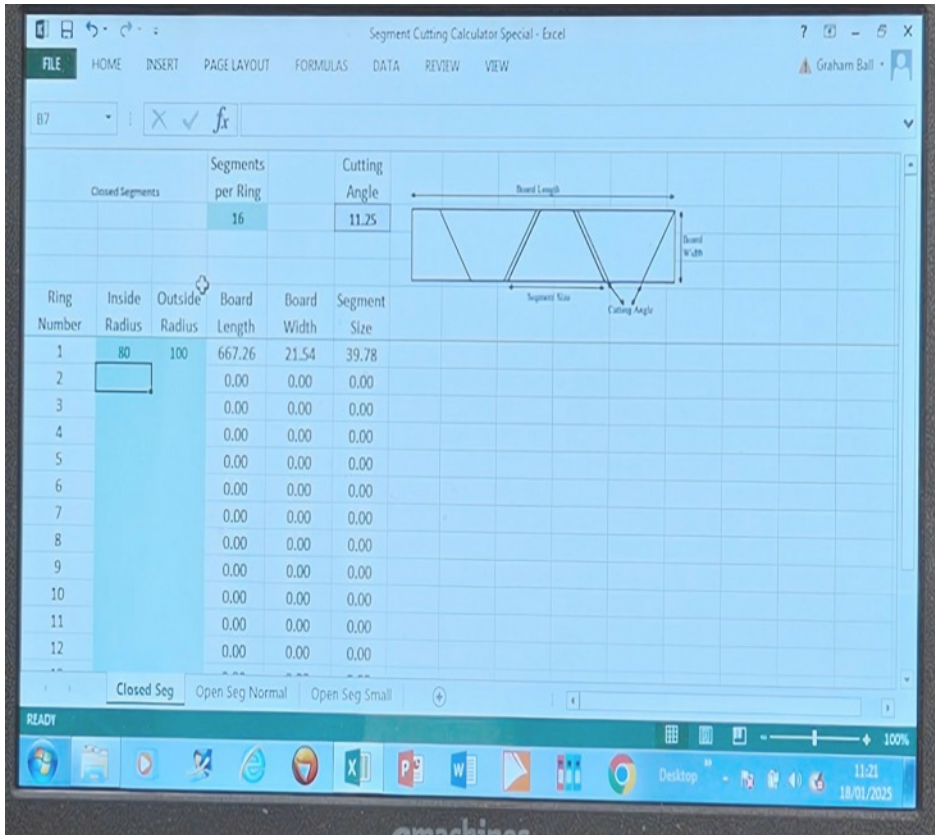 Segment Cutting Calculator Special - Excel
?
FILE HOME INSERT PAGE LAYOUT FORMULAS DATA REVIEW VIEW Graham Ball
B7 fx
Segments Cutting
Closed Segments per Ring Angle
16 11.25
Board Length
Board
Width
Segment Size
Cutting Angle
Ring Inside Outside Board Board Segment
Number Radius Radius Length Width Size
1 80 100 667.26 21.54 39.78
2 0.00 0.00 0.00
3 0.00 0.00 0.00
4 0.00 0.00 0.00
5 0.00 0.00 0.00
6 0.00 0.00 0.00
7 0.00 0.00 0.00
8 0.00 0.00 0.00
9 0.00 0.00 0.00
10 0.00 0.00 0.00
11 0.00 0.00 0.00
12 0.00 0.00 0.00
Closed Seg Open Seg Normal Open Seg Small
READY 100%
Desktop 11:21
18/01/2025
emachines